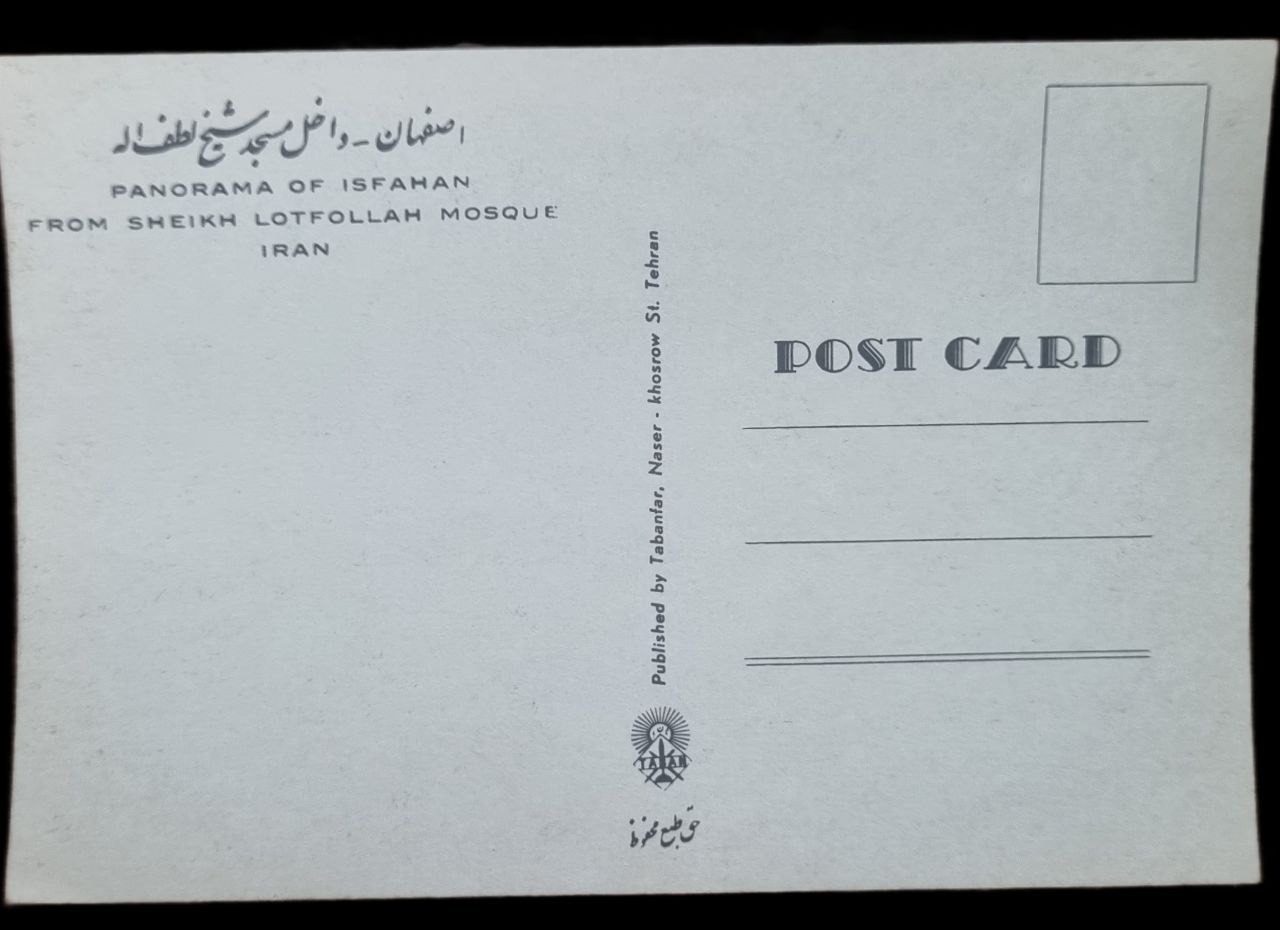 اصفهان - داخل مسجد شیخ لطف اله
PANORAMA OF ISFAHAN
FROM SHEIKH LOTFOLLAH MOSQUE
IRAN
Published by Tabanfar, Naser - khosrow St. Tehran
TABAN
حق طبع محفوظ
POST CARD